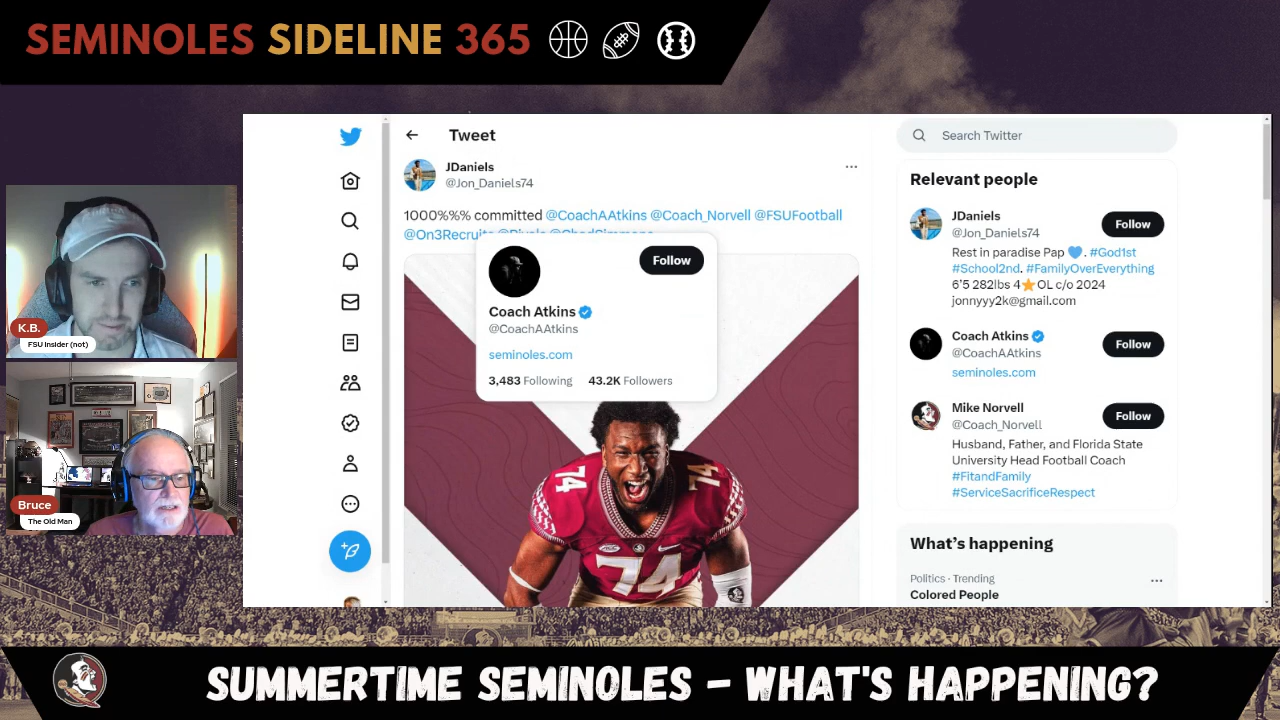 SEMINOLES SIDELINE 365
Tweet
JDaniels
@Jon_Daniels74
1000%%% committed @CoachAAtkins @Coach_Norvell @FSUFootball
@On3Recruits @Rivals @ChadSimmons_
Follow
Coach Atkins
@CoachAAtkins
seminoles.com
3,483 Following 43.2K Followers
74
74
74
Search Twitter
Relevant people
JDaniels
@Jon_Daniels74
Follow
Rest in paradise Pap 💙. #God1st
#School2nd. #FamilyOverEverything
6'5 282lbs 4⭐OL c/o 2024
jonnyyy2k@gmail.com
Coach Atkins
@CoachAAtkins
Follow
seminoles.com
Mike Norvell
@Coach_Norvell
Follow
Husband, Father, and Florida State
University Head Football Coach
#FitandFamily
#ServiceSacrificeRespect
What's happening
Politics · Trending
Colored People
K.B.
FSU Insider (not)
Bruce
The Old Man
SUMMERTIME SEMINOLES - WHAT'S HAPPENING?